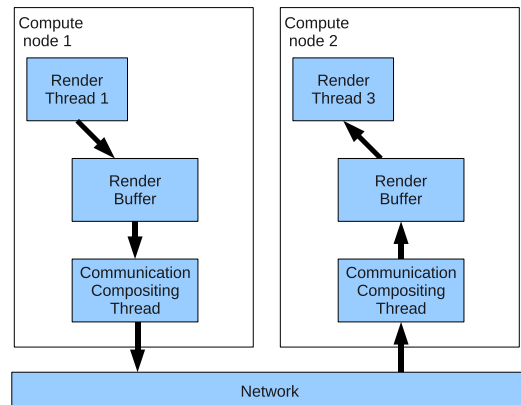 Compute
node 1
Render
Thread 1
Render
Buffer
Communication
Compositing
Thread
Compute
node 2
Render
Thread 3
Render
Buffer
Communication
Compositing
Thread
Network